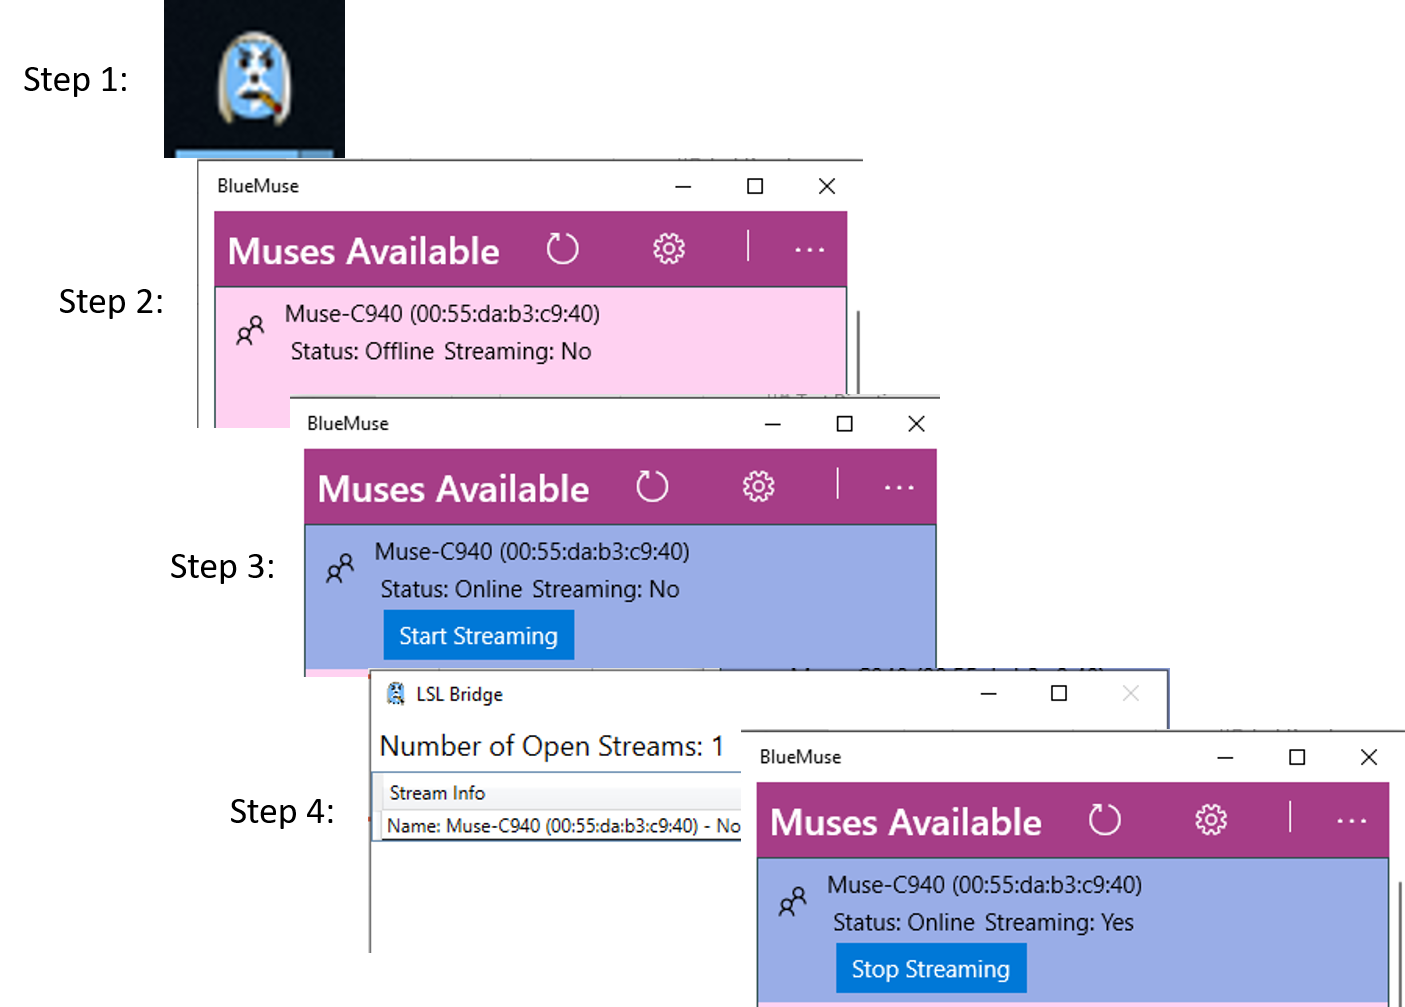 Step 1:
BlueMuse
Muses Available
Step 2:
Muse-C940 (00:55:da:b3:c9:40)
Status: Offline Streaming: No
BlueMuse
Muses Available
Step 3:
Muse-C940 (00:55:da:b3:c9:40)
Status: Online Streaming: No
Start Streaming
LSL Bridge
Number of Open Streams: 1
Stream Info
Step 4:
Name: Muse-C940 (00:55:da:b3:c9:40) - No
BlueMuse
Muses Available
Muse-C940 (00:55:da:b3:c9:40)
Status: Online Streaming: Yes
Stop Streaming